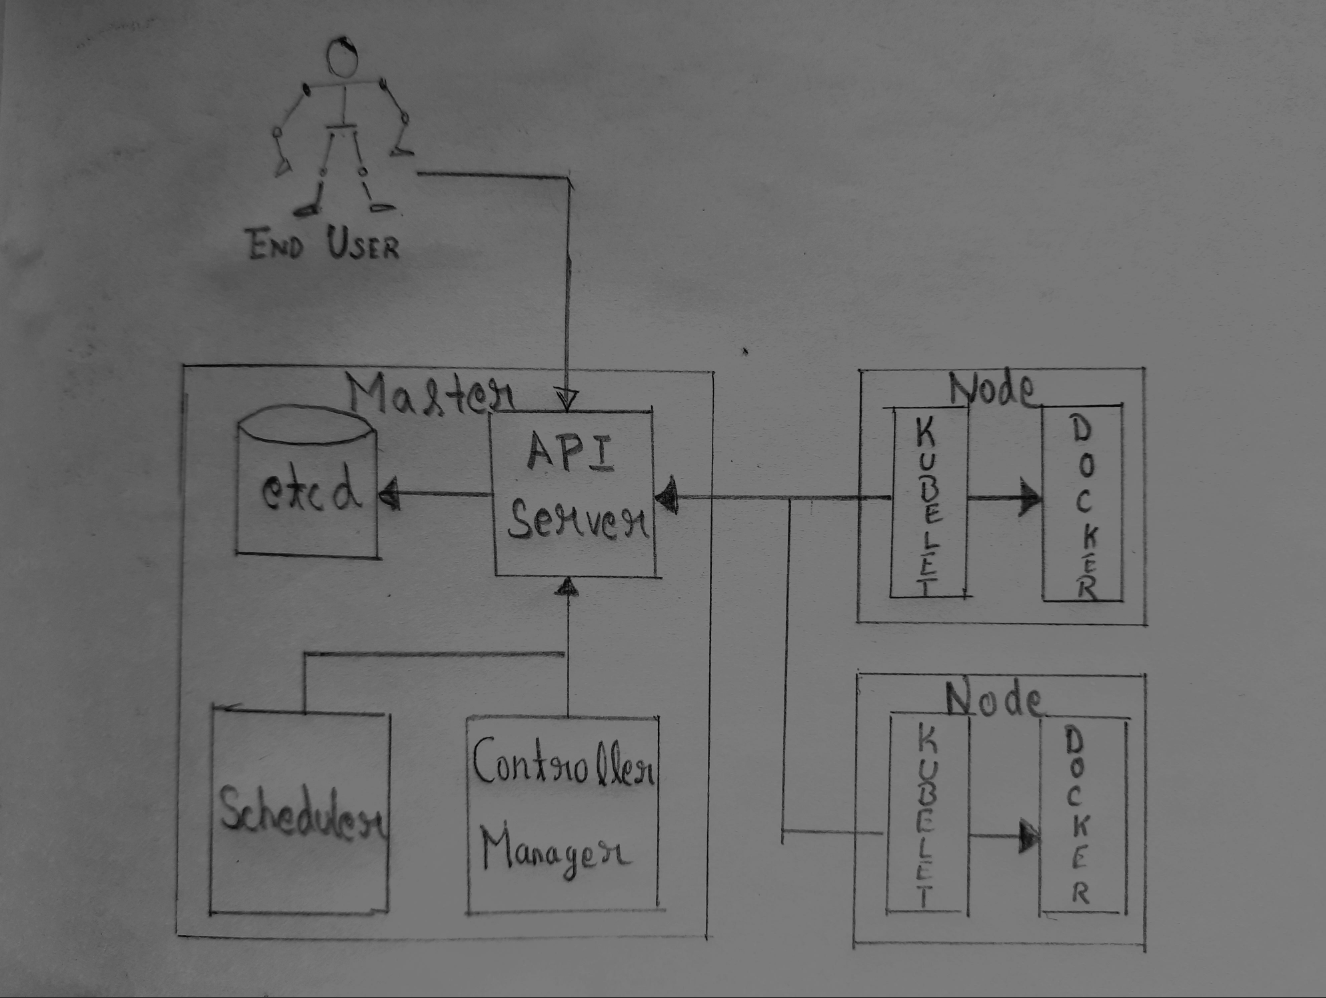 END USER
Master
etcd
API
Server
Scheduler
Controller
Manager
Node
KUBELET
DOCKER
Node
KUBELET
DOCKER